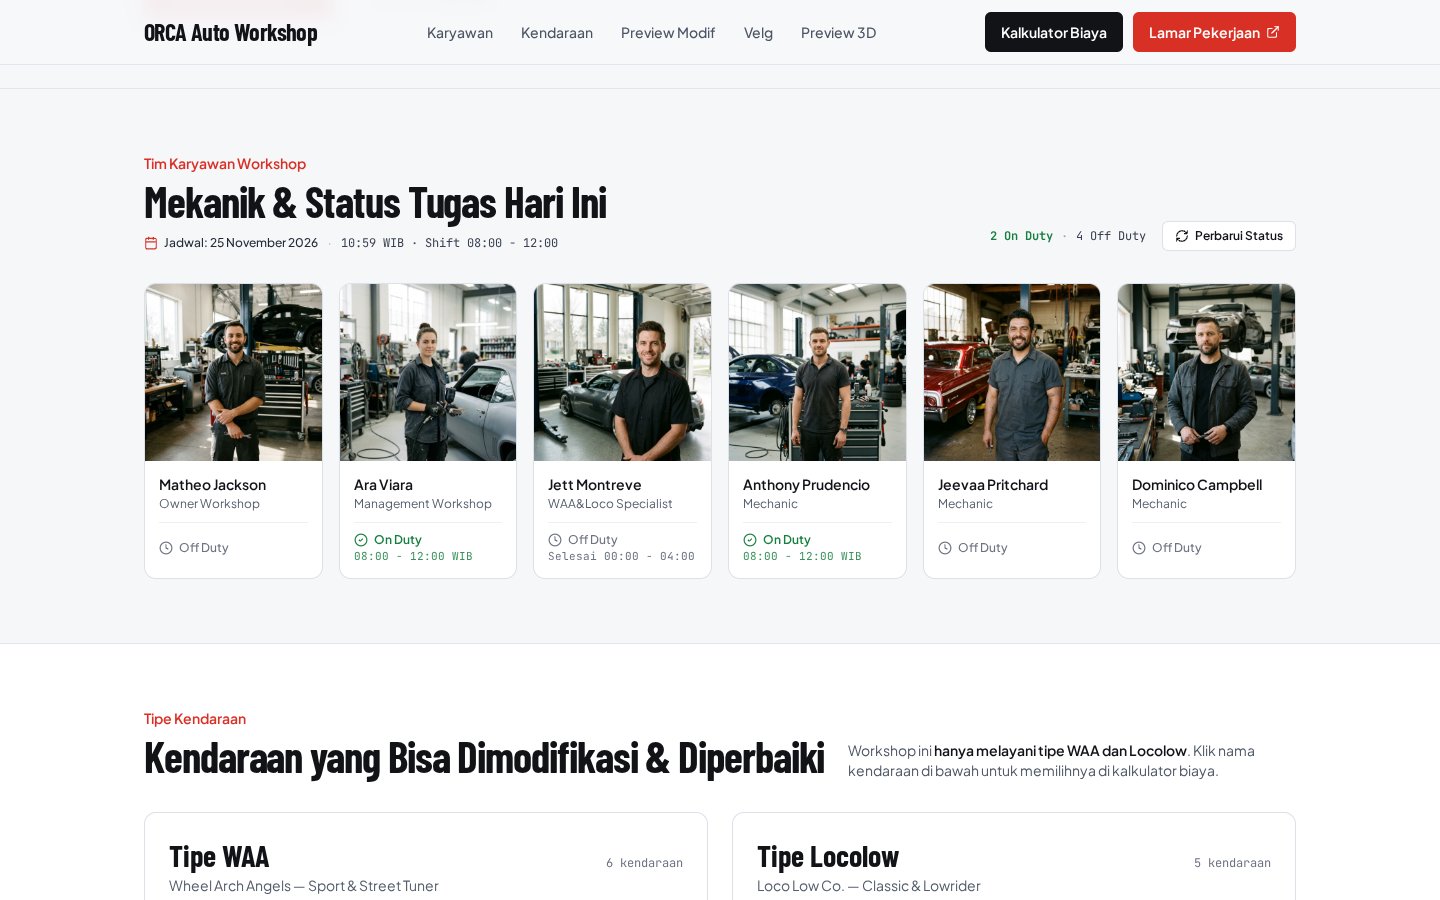 ORCA Auto Workshop
Karyawan
Kendaraan
Preview Modif
Velg
Preview 3D
Kalkulator Biaya
Lamar Pekerjaan
Tim Karyawan Workshop
Mekanik & Status Tugas Hari Ini
Jadwal: 25 November 2026 · 10:59 WIB · Shift 08:00 - 12:00
2 On Duty · 4 Off Duty
Perbarui Status
Matheo Jackson
Owner Workshop
Off Duty
Ara Viara
Management Workshop
On Duty
08:00 - 12:00 WIB
Jett Montreve
WAA&Loco Specialist
Off Duty
Selesai 00:00 - 04:00
Anthony Prudencio
Mechanic
On Duty
08:00 - 12:00 WIB
Jeevaa Pritchard
Mechanic
Off Duty
Dominico Campbell
Mechanic
Off Duty
Tipe Kendaraan
Kendaraan yang Bisa Dimodifikasi & Diperbaiki
Workshop ini hanya melayani tipe WAA dan Locolow. Klik nama
kendaraan di bawah untuk memilihnya di kalkulator biaya.
Tipe WAA
6 kendaraan
Wheel Arch Angels — Sport & Street Tuner
Tipe Locolow
5 kendaraan
Loco Low Co. — Classic & Lowrider